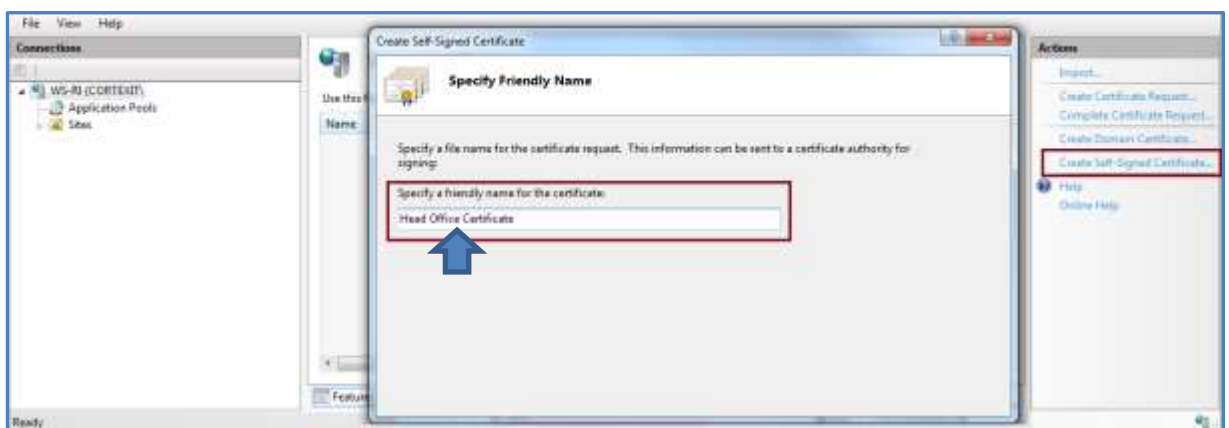 File View Help
Connections
WS-RJ (CORTEXIT\
Application Pools
Sites
Use this f
Name
Feature
Ready
Create Self-Signed Certificate
Specify Friendly Name
Specify a file name for the certificate request. This information can be sent to a certificate authority for
signing:
Specify a friendly name for the certificate:
Head Office Certificate
Actions
Import...
Create Certificate Request...
Complete Certificate Request...
Create Domain Certificate...
Create Self-Signed Certificate...
Help
Online Help